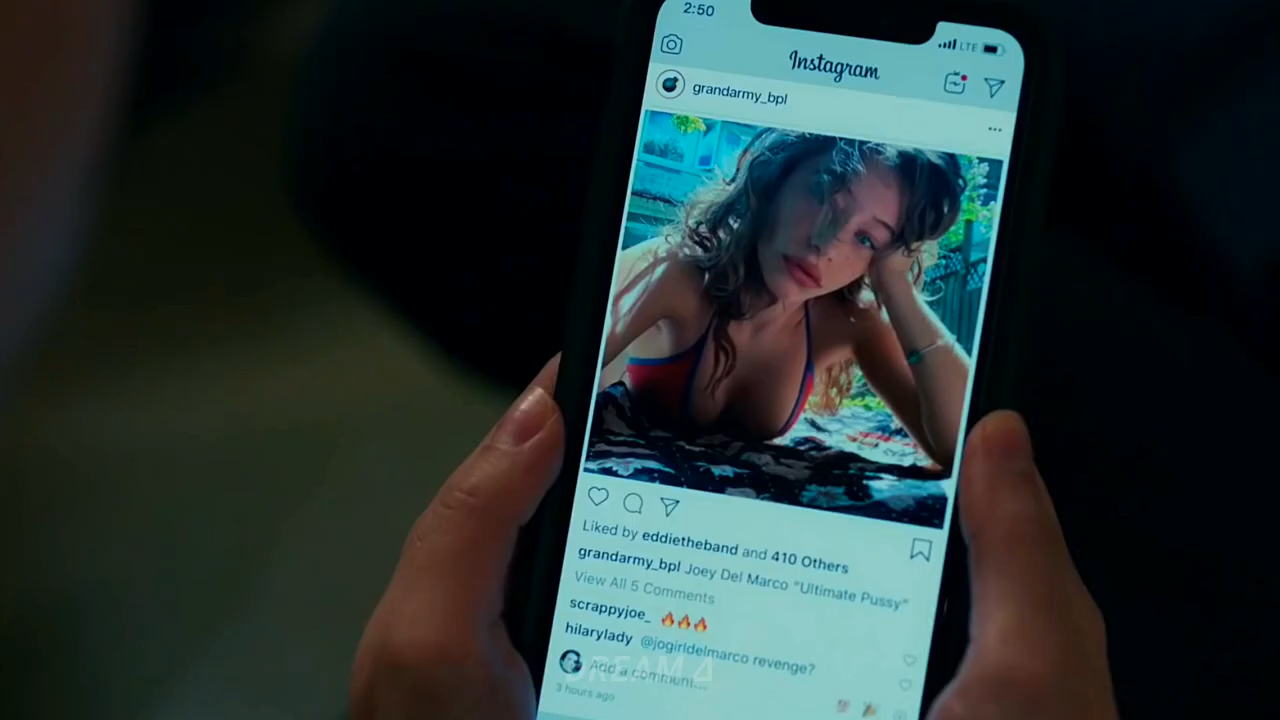 2:50
LTE
Instagram
grandarmy_bpl
Liked by eddietheband and 410 Others
grandarmy_bpl Joey Del Marco "Ultimate Pussy"
View All 5 Comments
scrappyjoe_ 🔥🔥🔥
hilarylady @jogirldelmarco revenge?
Add a comment...
3 hours ago